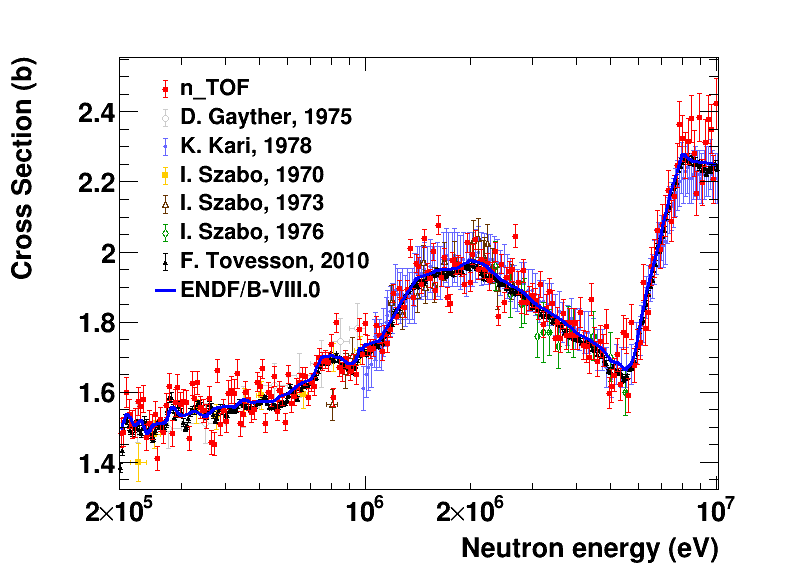 Cross Section (b)
2.4
2.2
2
1.8
1.6
1.4
n_TOF
D. Gayther, 1975
K. Kari, 1978
I. Szabo, 1970
I. Szabo, 1973
I. Szabo, 1976
F. Tovesson, 2010
ENDF/B-VIII.0
2×10⁵
10⁶
2×10⁶
10⁷
Neutron energy (eV)